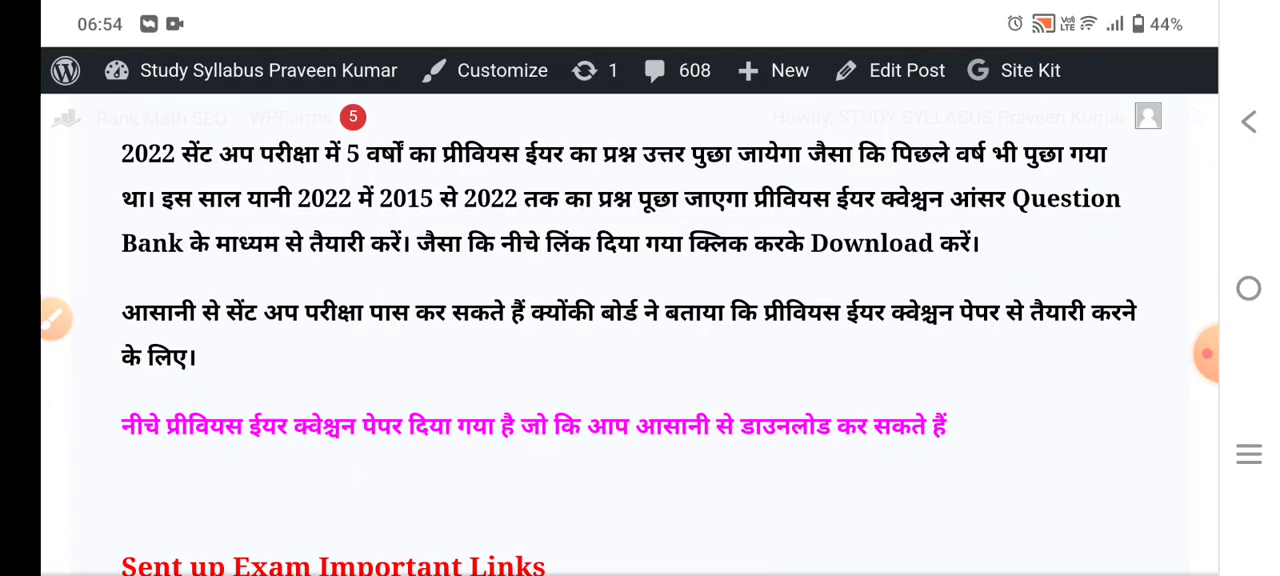 06:54 Vo) LTE 44%
Study Syllabus Praveen Kumar Customize 1 608 New Edit Post Site Kit
Rank Math SEO WPForms 5 Howdy, STUDY SYLLABUS Praveen Kumar
2022 सेंट अप परीक्षा में 5 वर्षों का प्रीवियस ईयर का प्रश्न उत्तर पुछा जायेगा जैसा कि पिछले वर्ष भी पुछा गया
था। इस साल यानी 2022 में 2015 से 2022 तक का प्रश्न पूछा जाएगा प्रीवियस ईयर क्वेश्चन आंसर Question
Bank के माध्यम से तैयारी करें। जैसा कि नीचे लिंक दिया गया क्लिक करके Download करें।
आसानी से सेंट अप परीक्षा पास कर सकते हैं क्योंकी बोर्ड ने बताया कि प्रीवियस ईयर क्वेश्चन पेपर से तैयारी करने
के लिए।
नीचे प्रीवियस ईयर क्वेश्चन पेपर दिया गया है जो कि आप आसानी से डाउनलोड कर सकते हैं
Sent up Exam Important Links